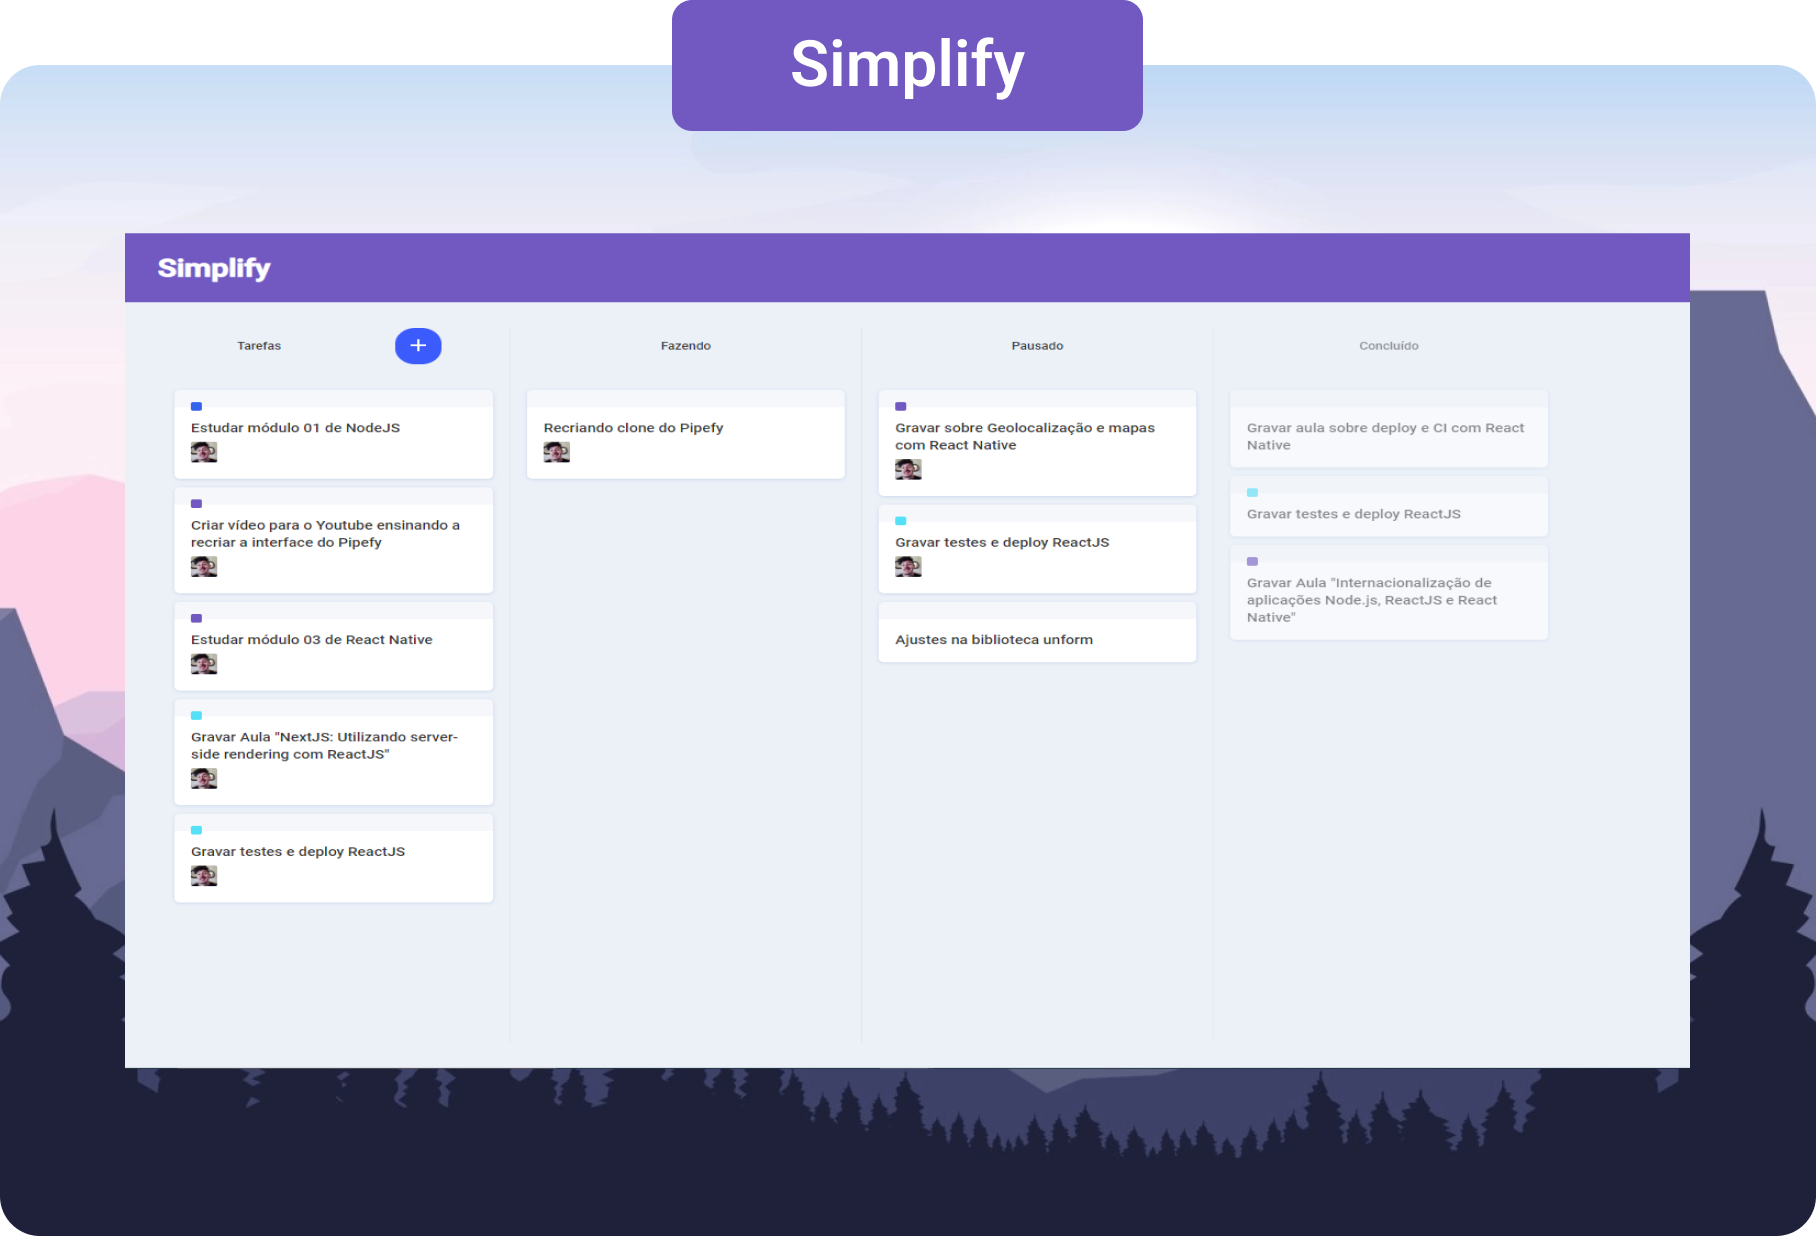 Simplify
Simplify
Tarefas
+
Estudar módulo 01 de NodeJS
Criar vídeo para o Youtube ensinando a
recriar a interface do Pipefy
Estudar módulo 03 de React Native
Gravar Aula "NextJS: Utilizando server-
side rendering com ReactJS"
Gravar testes e deploy ReactJS
Fazendo
Recriando clone do Pipefy
Pausado
Gravar sobre Geolocalização e mapas
com React Native
Gravar testes e deploy ReactJS
Ajustes na biblioteca unform
Concluído
Gravar aula sobre deploy e CI com React
Native
Gravar testes e deploy ReactJS
Gravar Aula "Internacionalização de
aplicações Node.js, ReactJS e React
Native"